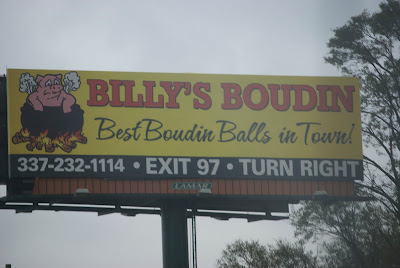 BILLY'S BOUDIN
Best Boudin Balls in Town!
337-232-1114 • EXIT 97 • TURN RIGHT
LAMAR